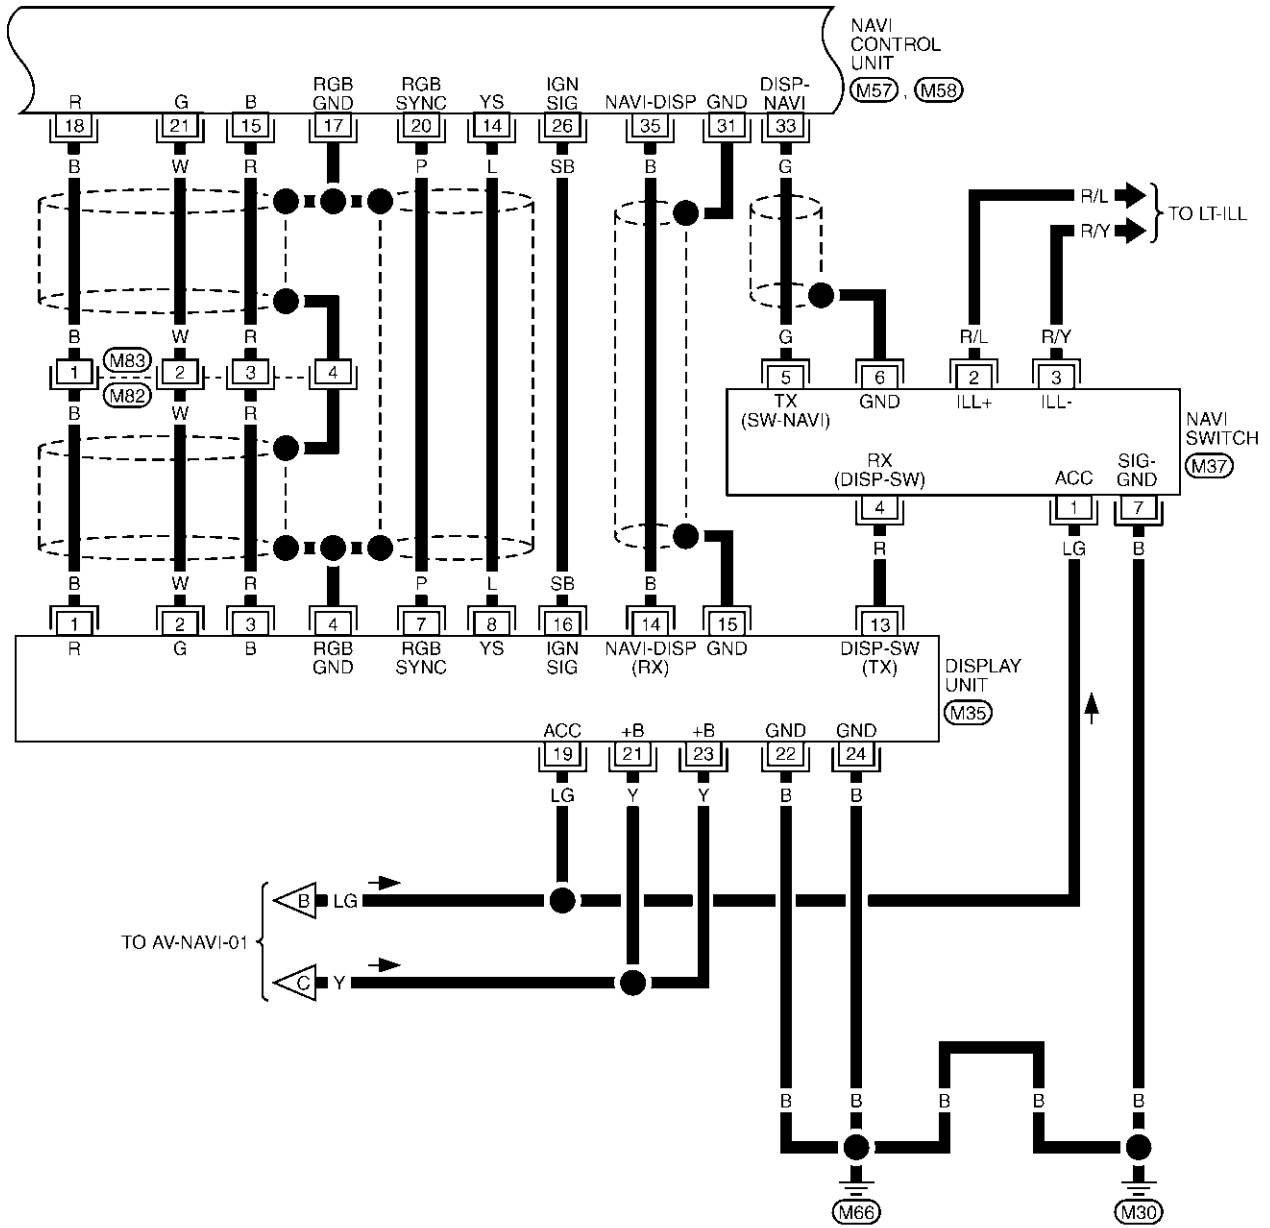 NAVI
CONTROL
UNIT
M57 , M58
R G B RGB GND RGB SYNC YS IGN SIG NAVI-DISP GND DISP-NAVI
18 21 15 17 20 14 26 35 31 33
B W R P L SB B G
R/L
R/Y
TO LT-ILL
B W R G R/L R/Y
1 M83 2 3 4
M82
5 6 2 3
TX (SW-NAVI) GND ILL+ ILL-
B W R
NAVI
SWITCH
M37
RX (DISP-SW) ACC SIG-GND
4 1 7
R LG B
B W R P L SB B
1 2 3 4 7 8 16 14 15 13
R G B RGB GND RGB SYNC YS IGN SIG NAVI-DISP (RX) GND DISP-SW (TX)
DISPLAY
UNIT
M35
ACC +B +B GND GND
19 21 23 22 24
LG Y Y B B
B LG
TO AV-NAVI-01
C Y
B B B B B
M66 M30